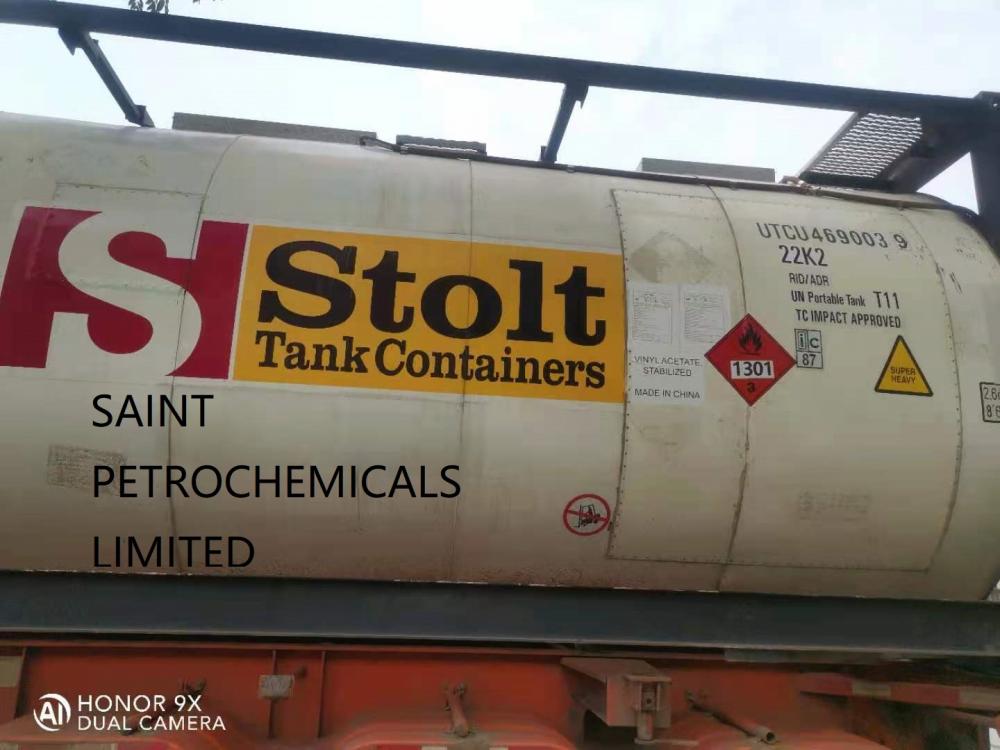 S
Stolt
Tank Containers
UTCU 469003 9
22K2
RID/ADR
UN Portable Tank T11
TC IMPACT APPROVED
ic
87
VINYL ACETATE
STABILIZED
MADE IN CHINA
1301
3
SUPER
HEAVY
SAINT
PETROCHEMICALS
LIMITED
AI HONOR 9X
DUAL CAMERA